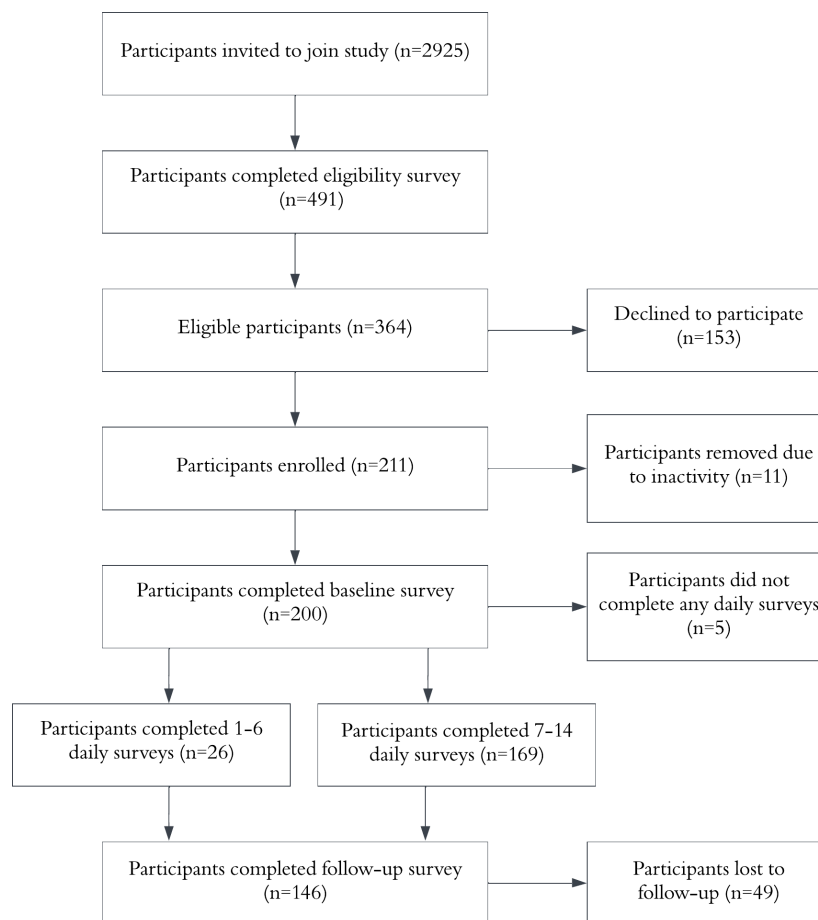 Participants invited to join study (n=2925)
Participants completed eligibility survey
(n=491)
Eligible participants (n=364)
Declined to participate
(n=153)
Participants enrolled (n=211)
Participants removed due
to inactivity (n=11)
Participants completed baseline survey
(n=200)
Participants did not
complete any daily surveys
(n=5)
Participants completed 1-6
daily surveys (n=26)
Participants completed 7-14
daily surveys (n=169)
Participants completed follow-up survey
(n=146)
Participants lost to
follow-up (n=49)